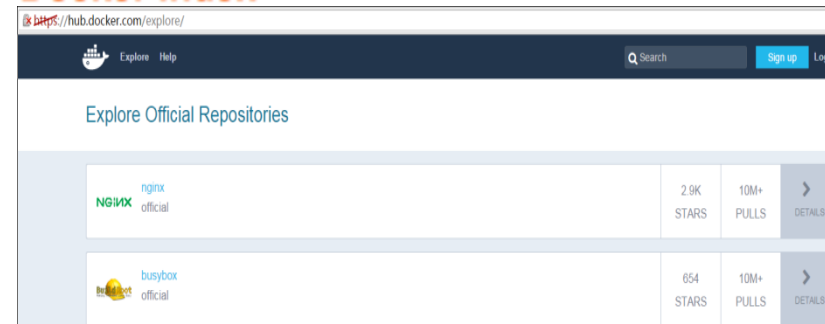 https://hub.docker.com/explore/
Explore Help
Search
Sign up
Explore Official Repositories
NGINX
nginx
official
2.9K
STARS
10M+
PULLS
DETAILS
busybox
official
654
STARS
10M+
PULLS
DETAILS